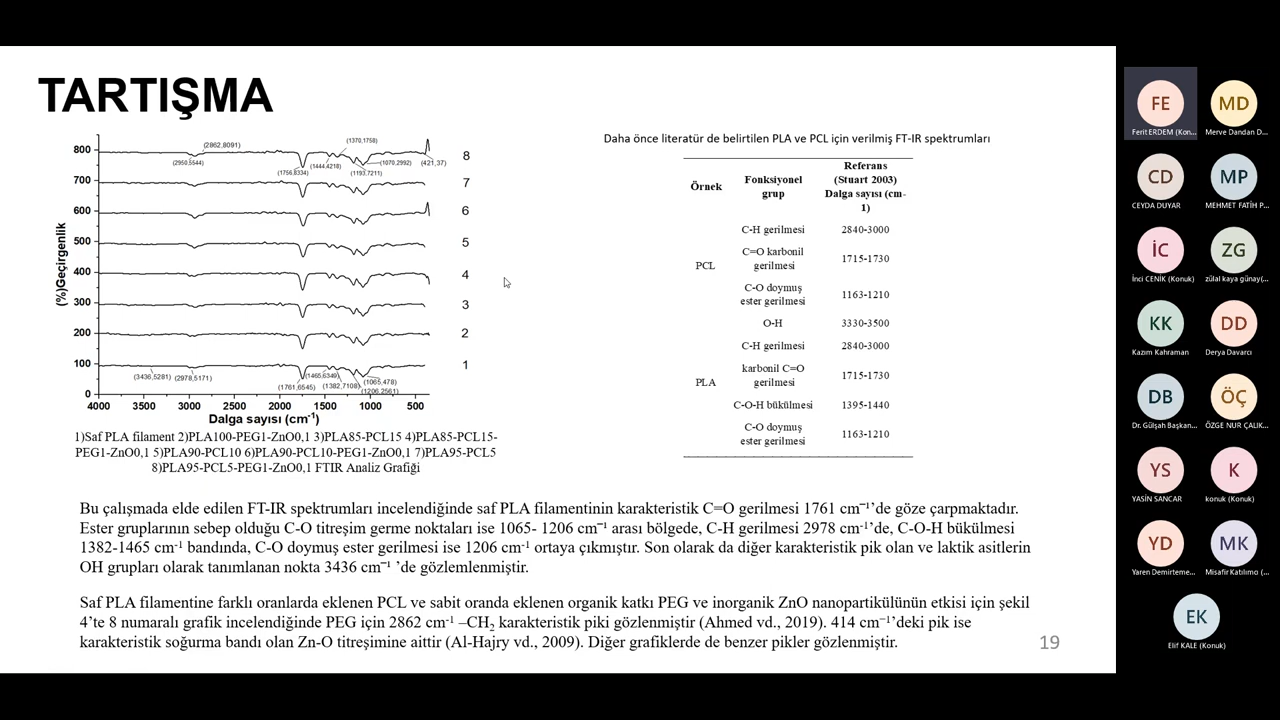 TARTIŞMA
800
700
600
500
400
300
200
100
0
(%)Geçirgenlik
4000 3500 3000 2500 2000 1500 1000 500
Dalga sayısı (cm-1)
(2862,8091)
(2950,5544)
(1370,1758)
(1444,4218)
(1756,8334)
(1070,2992)
(1193,7211)
(421,37)
8
7
6
5
4
3
2
1
(3436,5281)
(2978,5171)
(1465,6349)
(1761,6545)
(1382,7108)
(1065,478)
(1206,2561)
1)Saf PLA filament 2)PLA100-PEG1-ZnO0,1 3)PLA85-PCL15 4)PLA85-PCL15-
PEG1-ZnO0,1 5)PLA90-PCL10 6)PLA90-PCL10-PEG1-ZnO0,1 7)PLA95-PCL5
8)PLA95-PCL5-PEG1-ZnO0,1 FTIR Analiz Grafiği
Daha önce literatür de belirtilen PLA ve PCL için verilmiş FT-IR spektrumları
Örnek
Fonksiyonel
grup
Referans
(Stuart 2003)
Dalga sayısı (cm-
1)
PCL
C-H gerilmesi 2840-3000
C=O karbonil
gerilmesi
1715-1730
C-O doymuş
ester gerilmesi
1163-1210
O-H 3330-3500
PLA
C-H gerilmesi 2840-3000
karbonil C=O
gerilmesi
1715-1730
C-O-H bükülmesi 1395-1440
C-O doymuş
ester gerilmesi
1163-1210
Bu çalışmada elde edilen FT-IR spektrumları incelendiğinde saf PLA filamentinin karakteristik C=O gerilmesi 1761 cm⁻¹'de göze çarpmaktadır.
Ester gruplarının sebep olduğu C-O titreşim germe noktaları ise 1065- 1206 cm⁻¹ arası bölgede, C-H gerilmesi 2978 cm⁻¹'de, C-O-H bükülmesi
1382-1465 cm⁻¹ bandında, C-O doymuş ester gerilmesi ise 1206 cm⁻¹ ortaya çıkmıştır. Son olarak da diğer karakteristik pik olan ve laktik asitlerin
OH grupları olarak tanımlanan nokta 3436 cm⁻¹ 'de gözlemlenmiştir.
Saf PLA filamentine farklı oranlarda eklenen PCL ve sabit oranda eklenen organik katkı PEG ve inorganik ZnO nanopartikülünün etkisi için şekil
4'te 8 numaralı grafik incelendiğinde PEG için 2862 cm⁻¹ –CH₂ karakteristik piki gözlenmiştir (Ahmed vd., 2019). 414 cm⁻¹'deki pik ise
karakteristik soğurma bandı olan Zn-O titreşimine aittir (Al-Hajry vd., 2009). Diğer grafiklerde de benzer pikler gözlenmiştir.
19
FE
Ferit ERDEM (Kon...
MD
Merve Dandan D...
CD
CEYDA DUYAR
MP
MEHMET FATİH P...
İC
İnci CENİK (Konuk)
ZG
zülal kaya günay(...
KK
Kazım Kahraman
DD
Derya Davarcı
DB
Dr. Gülşah Başkan...
ÖÇ
ÖZGE NUR ÇALIK...
YS
YASİN SANCAR
K
konuk (Konuk)
YD
Yaren Demirteme...
MK
Misafir Katılımcı (...
EK
Elif KALE (Konuk)